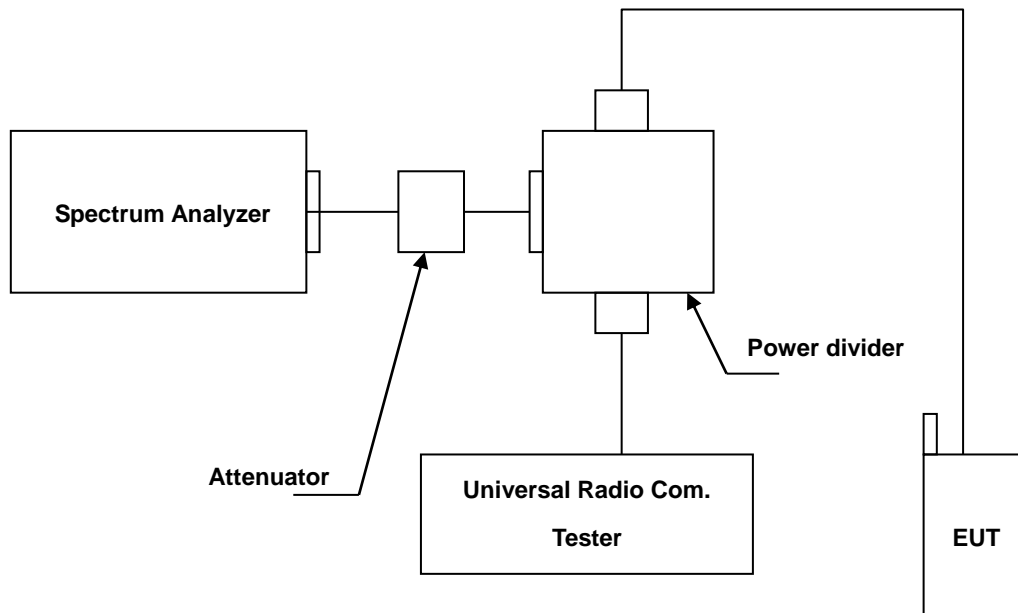 Spectrum Analyzer
Power divider
Attenuator
Universal Radio Com.
Tester
EUT